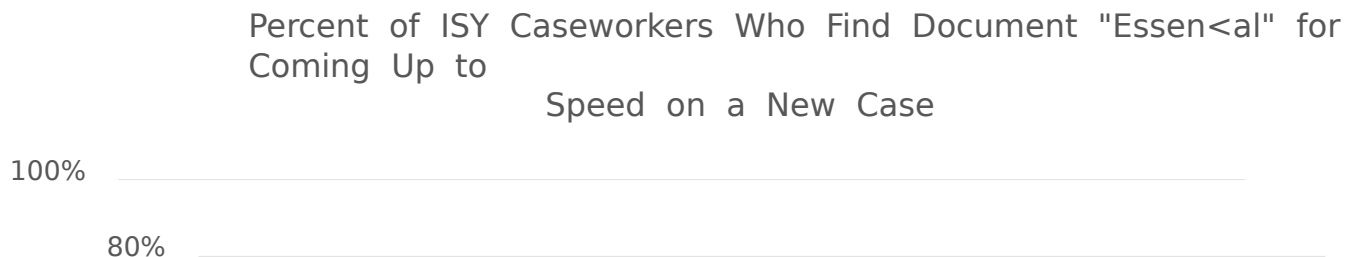 Percent of ISY Caseworkers Who Find Document "Essen<al" for
Coming Up to
Speed on a New Case
100%
80%